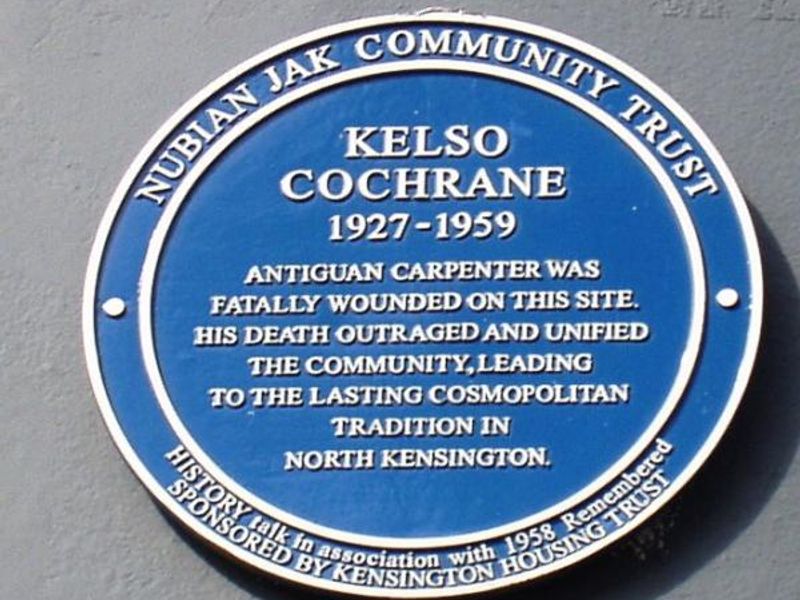 NUBIAN JAK COMMUNITY TRUST
KELSO
COCHRANE
1927-1959
ANTIGUAN CARPENTER WAS
FATALLY WOUNDED ON THIS SITE.
HIS DEATH OUTRAGED AND UNIFIED
THE COMMUNITY, LEADING
TO THE LASTING COSMOPOLITAN
TRADITION IN
NORTH KENSINGTON.
HISTORY talk in association with 1958 Remembered
SPONSORED BY KENSINGTON HOUSING TRUST